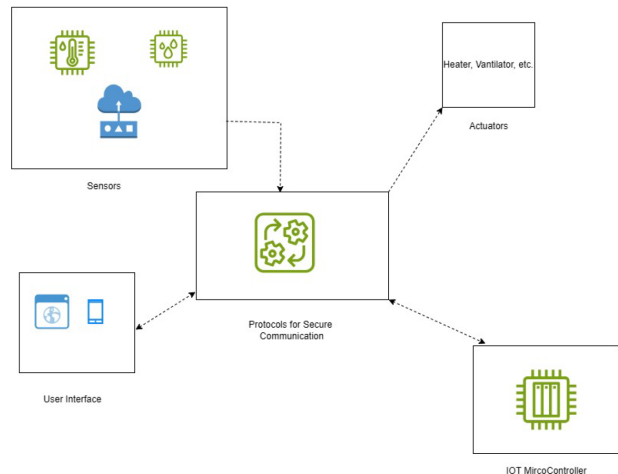 Heater, Vantilator, etc.
Actuators
Sensors
Protocols for Secure
Communication
User Interface
IOT MircoController